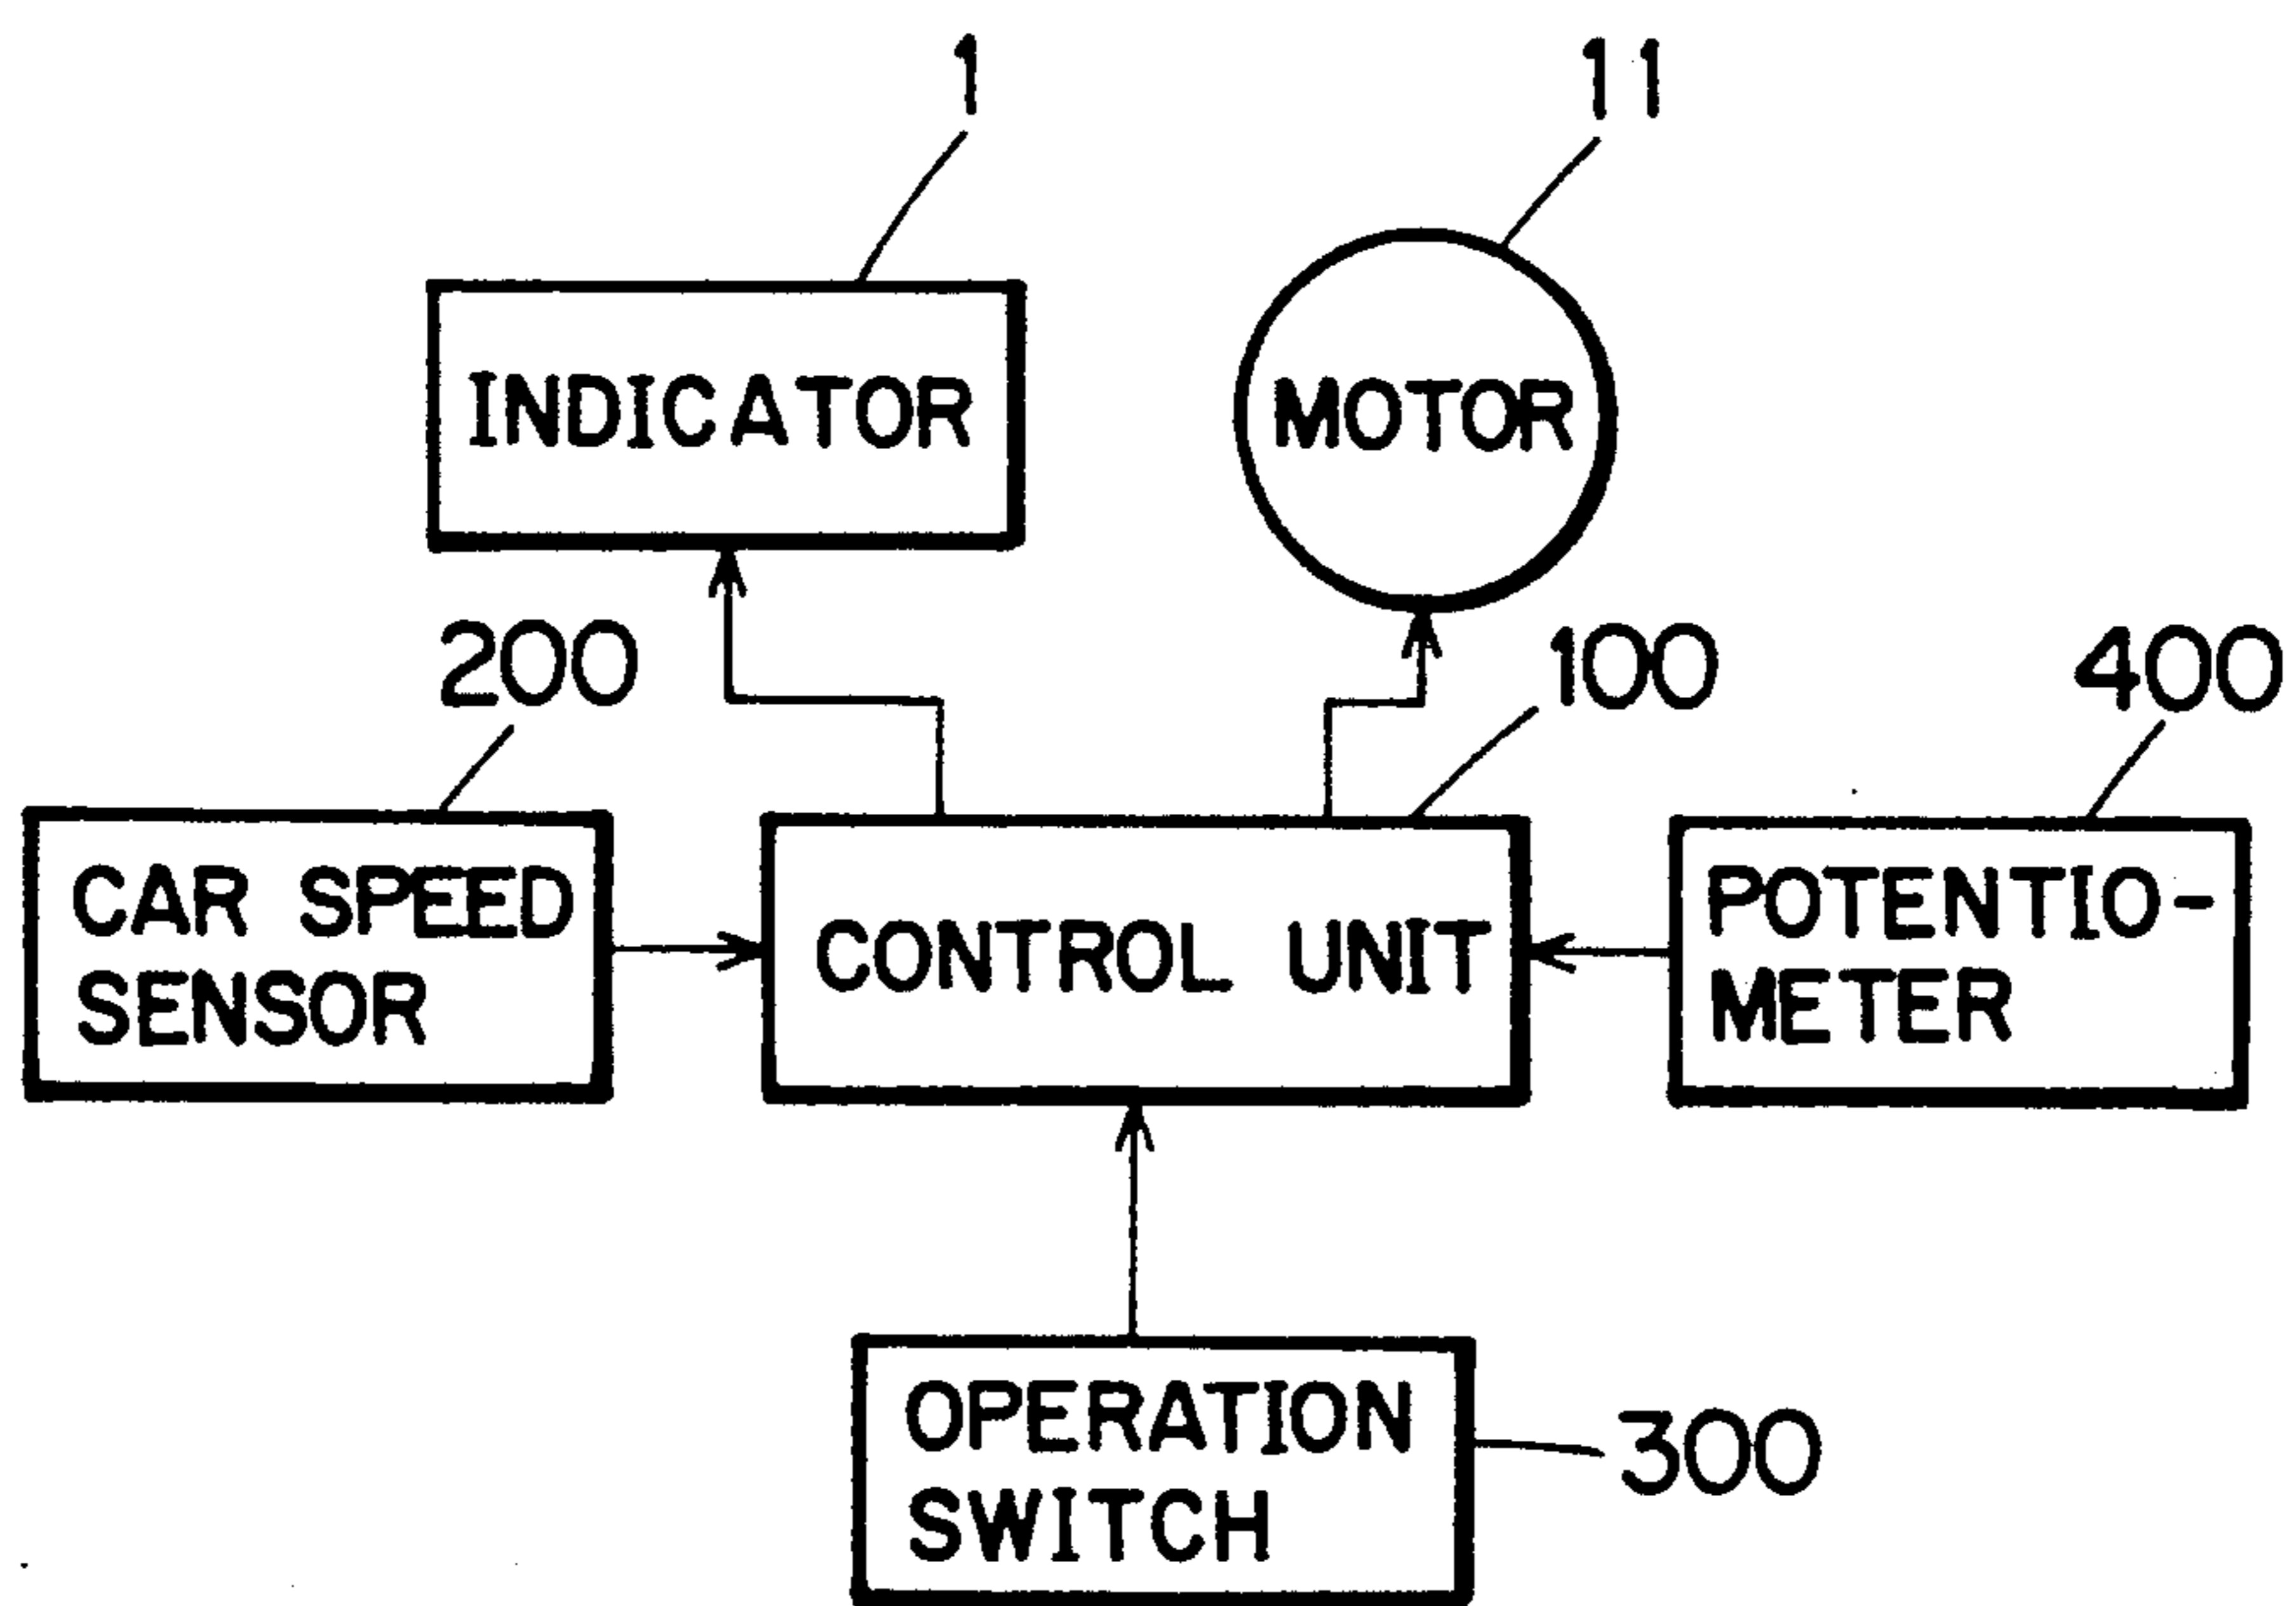 1
11
INDICATOR
MOTOR
200
100
400
CAR SPEED
SENSOR
CONTROL UNIT
POTENTIO-
METER
OPERATION
SWITCH
300